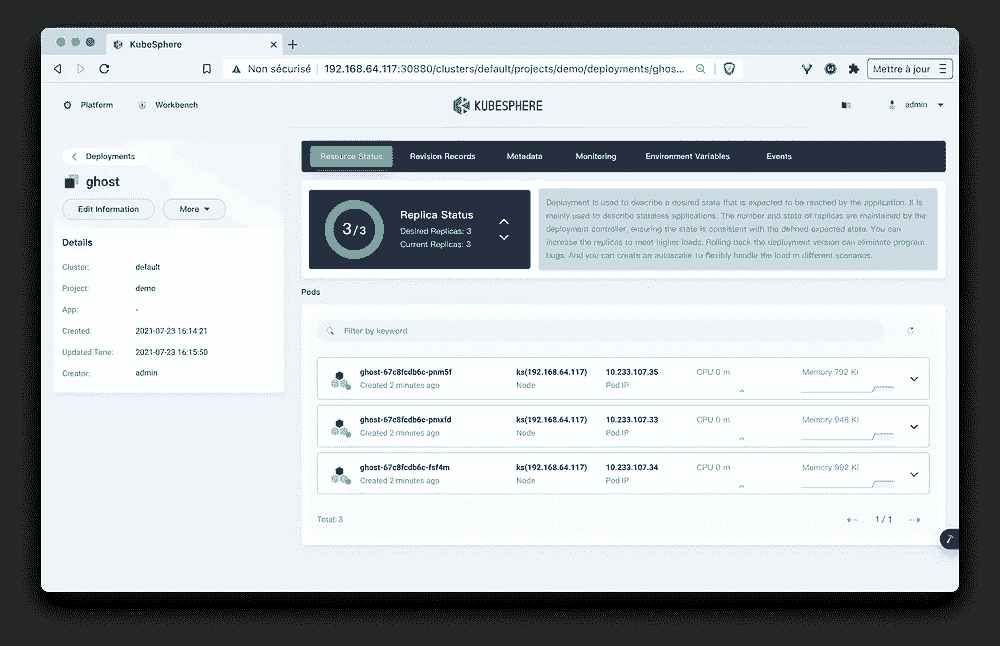 KubeSphere
Non sécurisé
192.168.64.117:30880/clusters/default/projects/demo/deployments/ghos...
Mettre à jour
Platform
Workbench
KUBESPHERE
admin
Deployments
ghost
Edit Information
More
Details
Cluster: default
Project: demo
App: -
Created: 2021-07-23 16:14:21
Updated Time: 2021-07-23 16:15:50
Creator: admin
Resource Status
Revision Records
Metadata
Monitoring
Environment Variables
Events
3/3
Replica Status
Desired Replicas: 3
Current Replicas: 3
Deployment is used to describe a desired state that is expected to be reached by the application. It is
mainly used to describe stateless applications. The number and state of replicas are maintained by the
deployment controller, ensuring the state is consistent with the defined expected state. You can
increase the replicas to meet higher loads. Rolling back the deployment version can eliminate program
bugs. And you can create an autoscaler to flexibly handle the load in different scenarios.
Pods
Filter by keyword
ghost-67c8fcdb6c-pnm5f ks(192.168.64.117) 10.233.107.35 CPU 0 m Memory 792 Ki
Created 2 minutes ago Node Pod IP
ghost-67c8fcdb6c-pmxfd ks(192.168.64.117) 10.233.107.33 CPU 0 m Memory 948 Ki
Created 2 minutes ago Node Pod IP
ghost-67c8fcdb6c-fsf4m ks(192.168.64.117) 10.233.107.34 CPU 0 m Memory 992 Ki
Created 2 minutes ago Node Pod IP
Total: 3
1 / 1